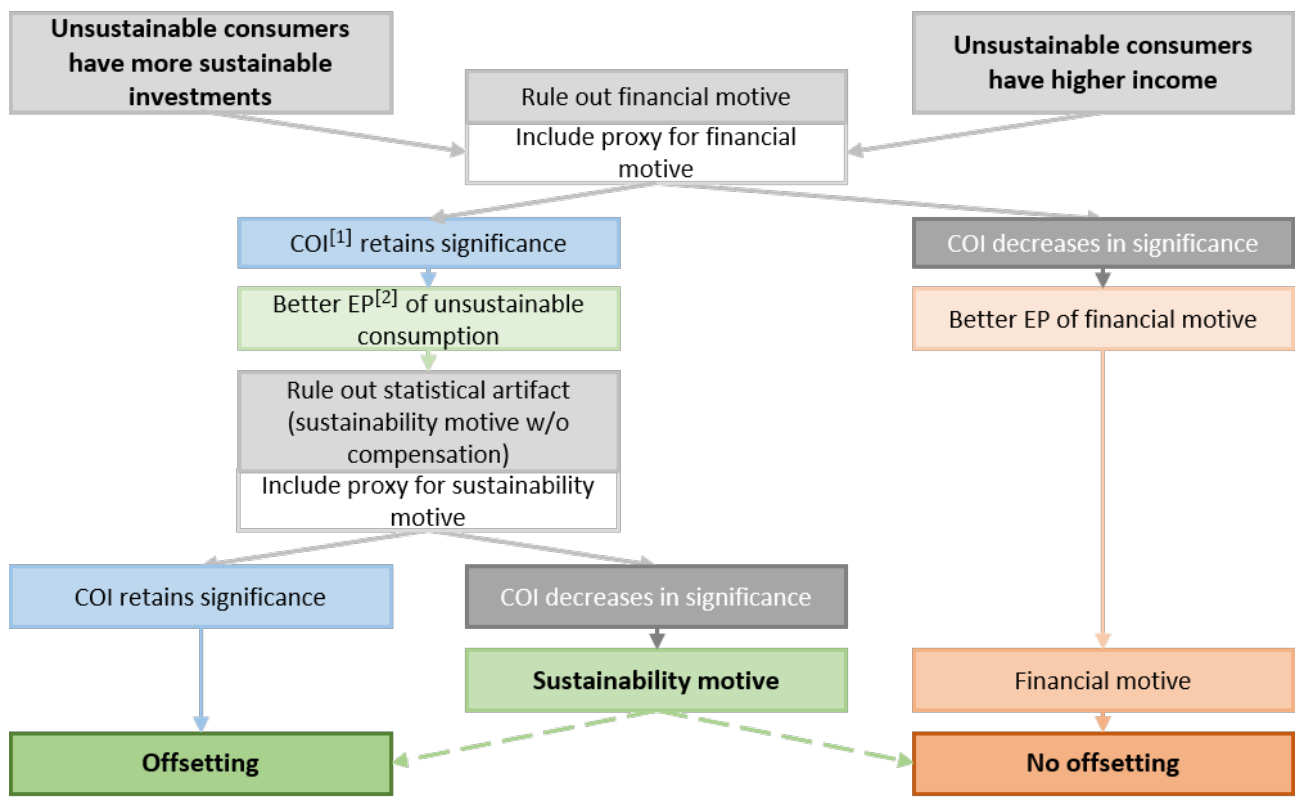 Unsustainable consumers
have more sustainable
investments
Unsustainable consumers
have higher income
Rule out financial motive
Include proxy for financial
motive
COI[1] retains significance
COI decreases in significance
Better EP[2] of unsustainable
consumption
Better EP of financial motive
Rule out statistical artifact
(sustainability motive w/o
compensation)
Include proxy for sustainability
motive
COI retains significance
COI decreases in significance
Sustainability motive
Financial motive
Offsetting
No offsetting